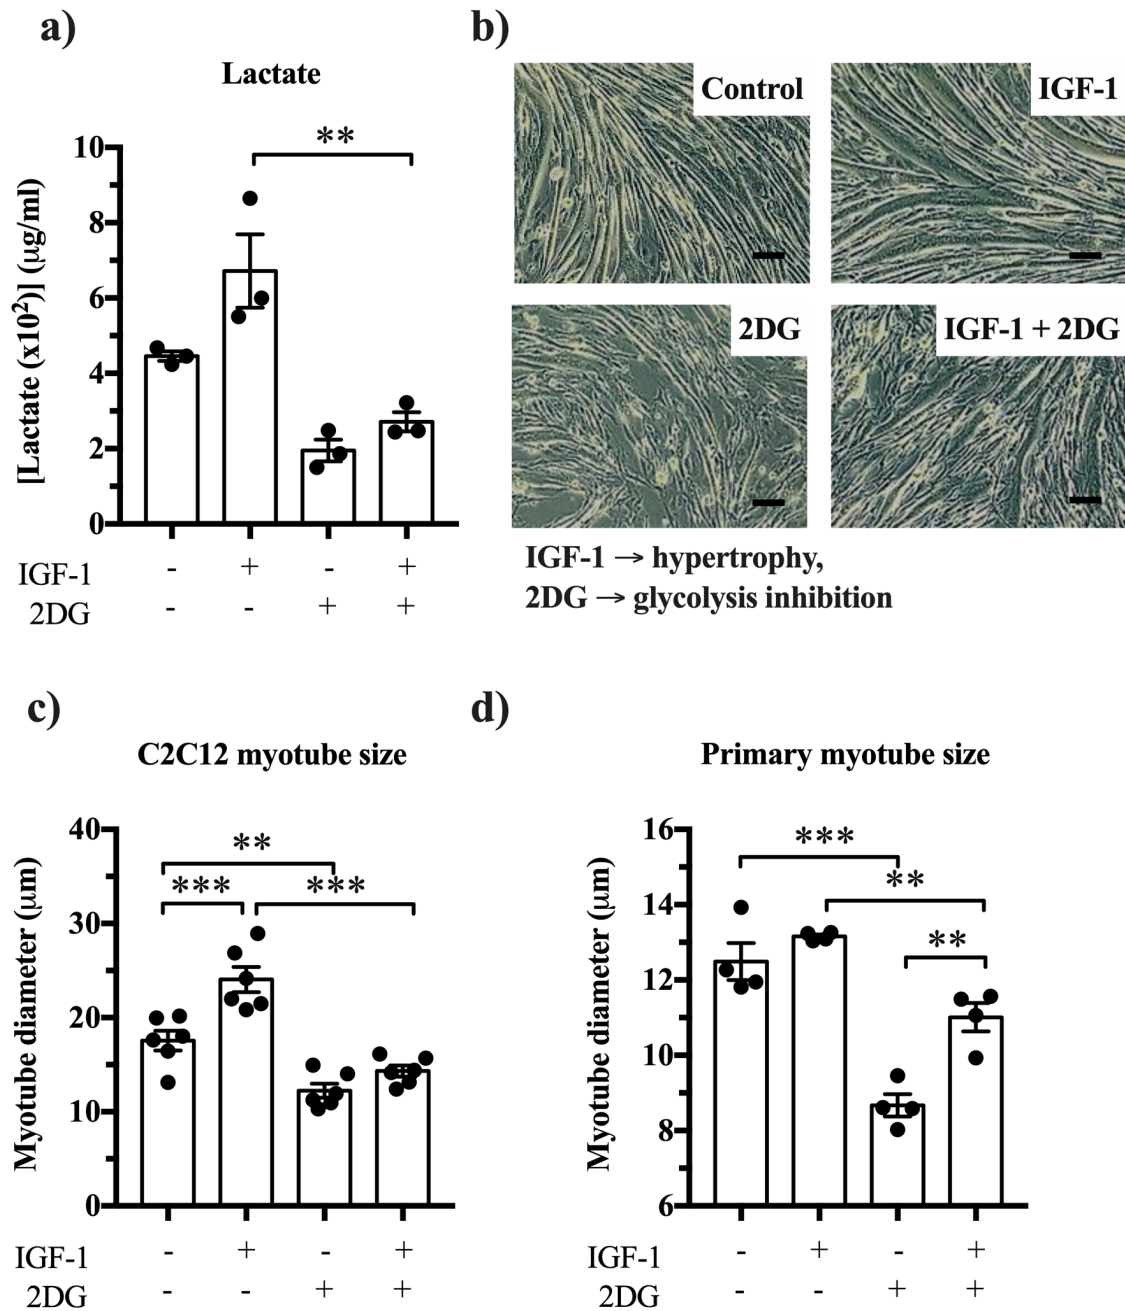 a)
Lactate
**
[Lactate (x10²)] (μg/ml)
10
8
6
4
2
0
IGF-1 - + - +
2DG - - + +
b)
Control
IGF-1
2DG
IGF-1 + 2DG
IGF-1 → hypertrophy,
2DG → glycolysis inhibition
c)
C2C12 myotube size
**
*** ***
Myotube diameter (μm)
40
30
20
10
0
IGF-1 - + - +
2DG - - + +
d)
Primary myotube size
***
**
**
Myotube diameter (μm)
16
14
12
10
8
6
IGF-1 - + - +
2DG - - + +